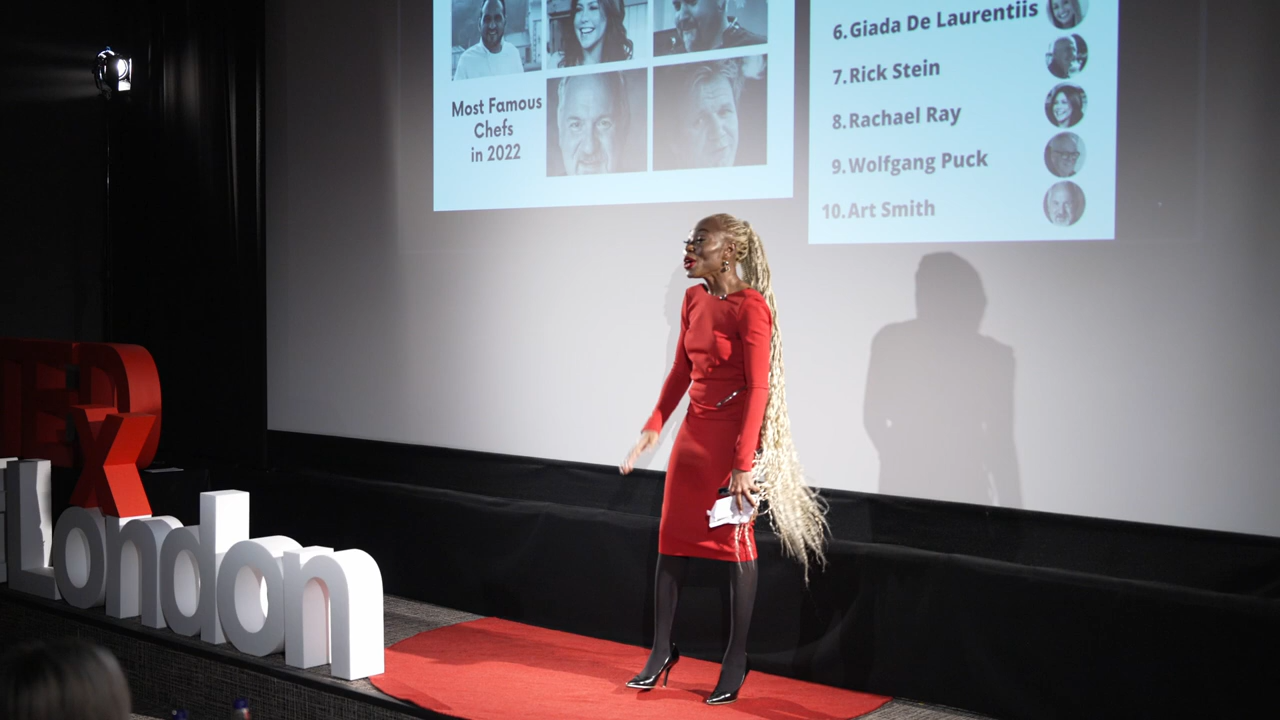 Most Famous
Chefs
in 2022
6. Giada De Laurentiis
7. Rick Stein
8. Rachael Ray
9. Wolfgang Puck
10. Art Smith
TED
x
London